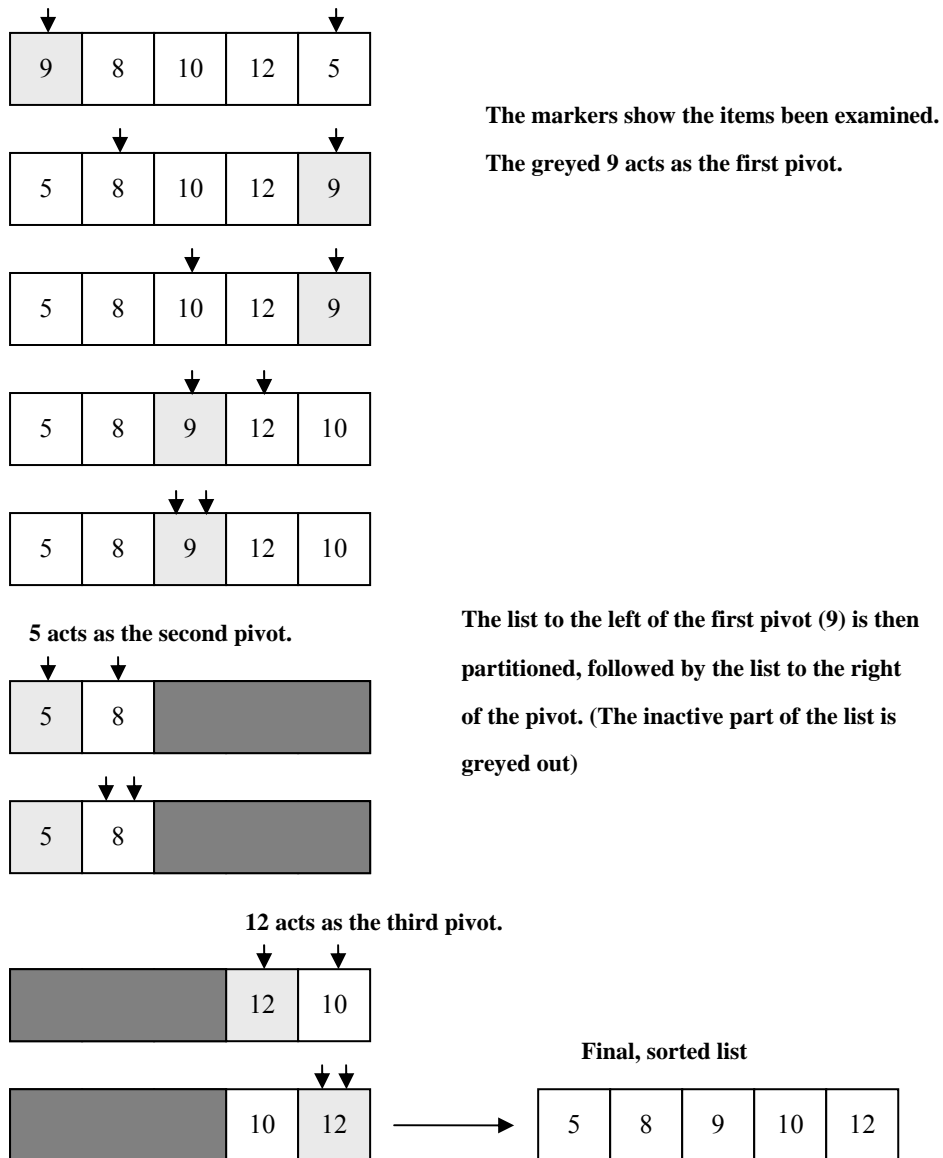 9 8 10 12 5
The markers show the items been examined.
The greyed 9 acts as the first pivot.
5 8 10 12 9
5 8 10 12 9
5 8 9 12 10
5 8 9 12 10
5 acts as the second pivot.
The list to the left of the first pivot (9) is then
partitioned, followed by the list to the right
of the pivot. (The inactive part of the list is
greyed out)
5 8
5 8
12 acts as the third pivot.
12 10
Final, sorted list
10 12
5 8 9 10 12